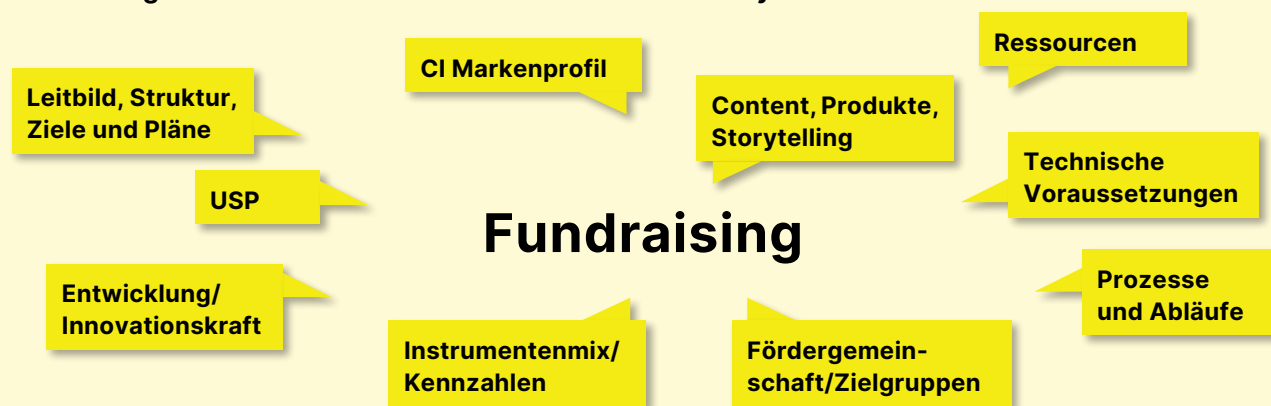 Ressourcen
CI Markenprofil
Leitbild, Struktur,
Ziele und Pläne
Content, Produkte,
Storytelling
Technische
Voraussetzungen
USP
Fundraising
Entwicklung/
Innovationskraft
Prozesse
und Abläufe
Instrumentenmix/
Kennzahlen
Fördergemein-
schaft/Zielgruppen